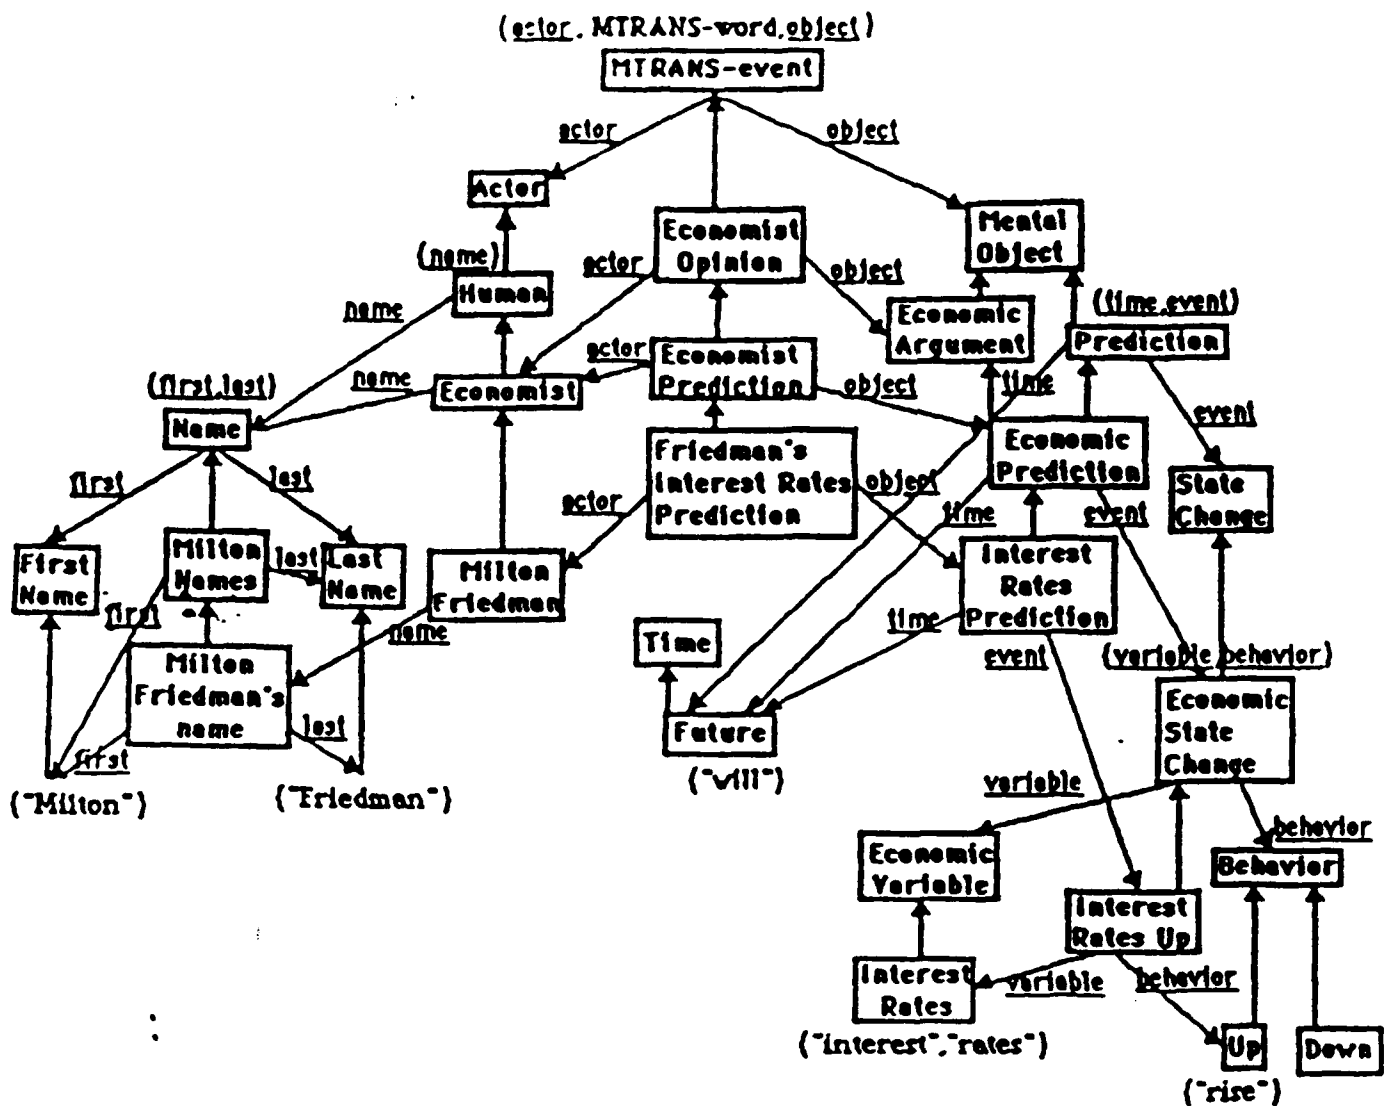 (actor, MTRANS-word, object)
MTRANS-event
actor
object
Actor
Economist
Opinion
Mental
Object
(name)
Human
actor
object
name
Economic
Argument
(time, event)
Prediction
(first, last)
name
Economist
actor
Economist
Prediction
object
time
event
Name
first
last
Friedman's
Interest Rates
Prediction
object
Economic
Prediction
State
Change
actor
time
event
First
Name
Milton
Names
last
Last
Name
Milton
Friedman
Interest
Rates
Prediction
first
name
time
Time
event
(variable, behavior)
Milton
Friedman's
name
last
first
Future
("will")
Economic
State
Change
("Milton")
("Friedman")
variable
behavior
Economic
Variable
Behavior
Interest
Rates Up
Interest
Rates
variable
behavior
("interest", "rates")
Up
Down
("rise")